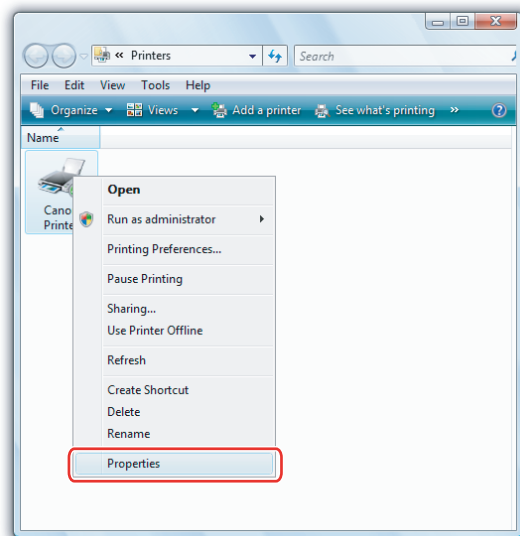 « Printers
Search
File Edit View Tools Help
Organize Views Add a printer See what's printing »
Name
Cano
Printe
Open
Run as administrator
Printing Preferences...
Pause Printing
Sharing...
Use Printer Offline
Refresh
Create Shortcut
Delete
Rename
Properties